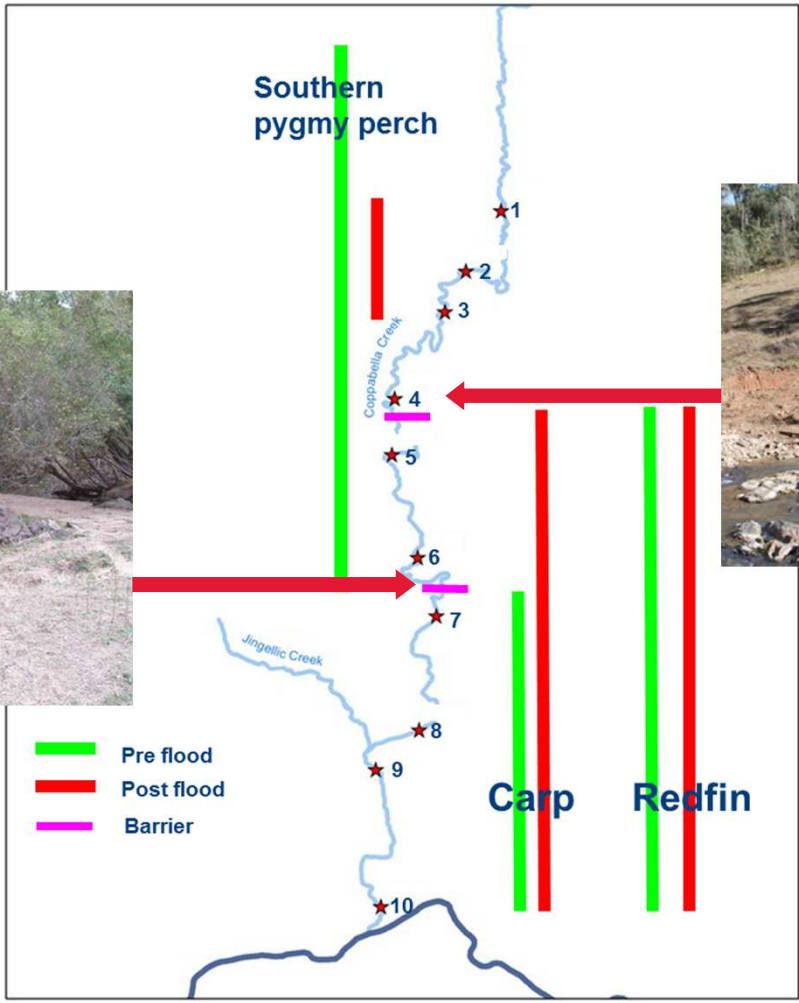 Southern
pygmy perch
1
2
3
Coppabella Creek
4
5
6
7
Jingellic Creek
8
Pre flood
9
Post flood
Carp
Redfin
Barrier
10